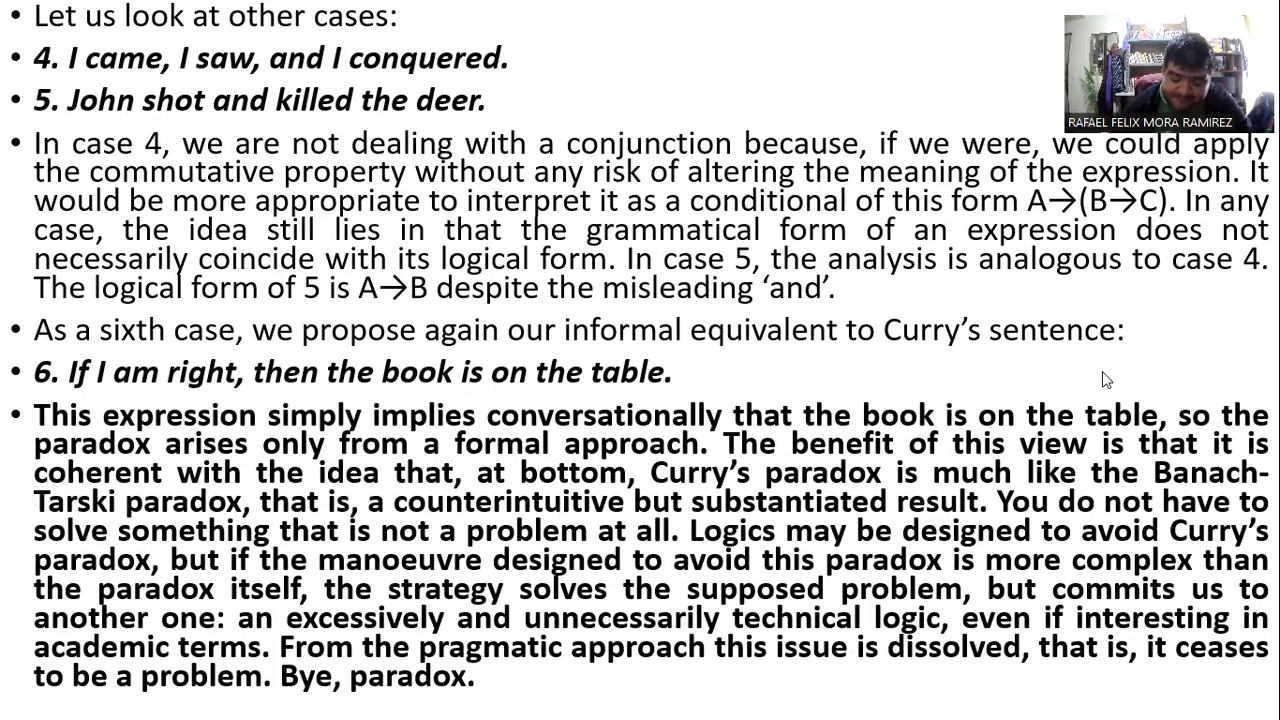 • Let us look at other cases:
• 4. I came, I saw, and I conquered.
• 5. John shot and killed the deer.
RAFAEL FELIX MORA RAMIREZ
• In case 4, we are not dealing with a conjunction because, if we were, we could apply
the commutative property without any risk of altering the meaning of the expression. It
would be more appropriate to interpret it as a conditional of this form A→(B→C). In any
case, the idea still lies in that the grammatical form of an expression does not
necessarily coincide with its logical form. In case 5, the analysis is analogous to case 4.
The logical form of 5 is A→B despite the misleading ‘and’.
• As a sixth case, we propose again our informal equivalent to Curry’s sentence:
• 6. If I am right, then the book is on the table.
• This expression simply implies conversationally that the book is on the table, so the
paradox arises only from a formal approach. The benefit of this view is that it is
coherent with the idea that, at bottom, Curry’s paradox is much like the Banach-
Tarski paradox, that is, a counterintuitive but substantiated result. You do not have to
solve something that is not a problem at all. Logics may be designed to avoid Curry’s
paradox, but if the manoeuvre designed to avoid this paradox is more complex than
the paradox itself, the strategy solves the supposed problem, but commits us to
another one: an excessively and unnecessarily technical logic, even if interesting in
academic terms. From the pragmatic approach this issue is dissolved, that is, it ceases
to be a problem. Bye, paradox.